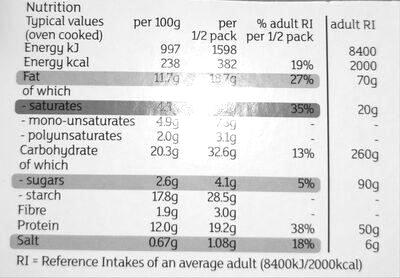 Nutrition
Typical values per 100g per % adult RI adult RI
(oven cooked) 1/2 pack per 1/2 pack
Energy kJ 997 1598 8400
Energy kcal 238 382 19% 2000
Fat 11.7g 18.7g 27% 70g
of which
- saturates 35% 20g
- mono-unsaturates 4.9g - -
- polyunsaturates 2.0g 3.1g - -
Carbohydrate 20.3g 32.6g 13% 260g
of which
- sugars 2.6g 4.1g 5% 90g
- starch 17.8g 28.5g - -
Fibre 1.9g 3.0g - -
Protein 12.0g 19.2g 38% 50g
Salt 0.67g 1.08g 18% 6g
RI = Reference Intakes of an average adult (8400kJ/2000kcal)